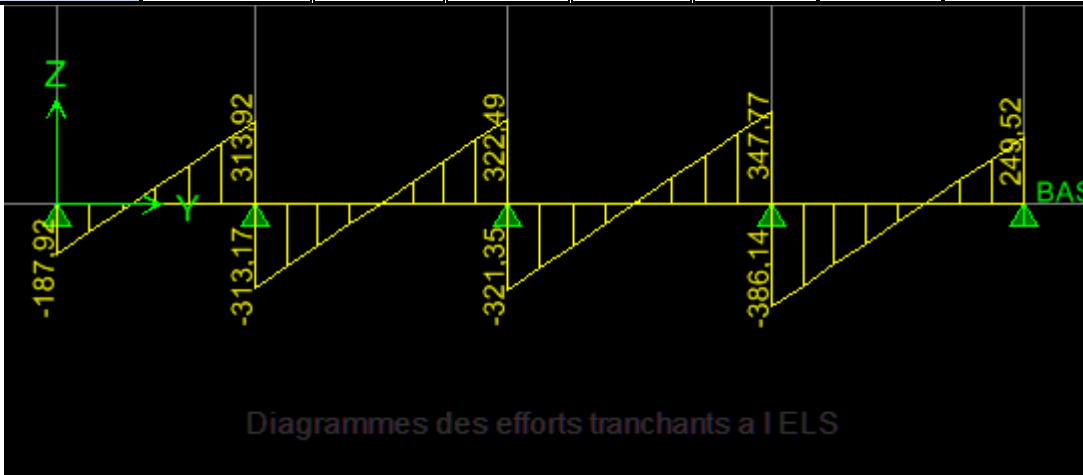 Z
313,92
322,49
347,77
249,52
Y
BAS
-187,92
-313,17
-321,35
-386,14
Diagrammes des efforts tranchants a l ELS